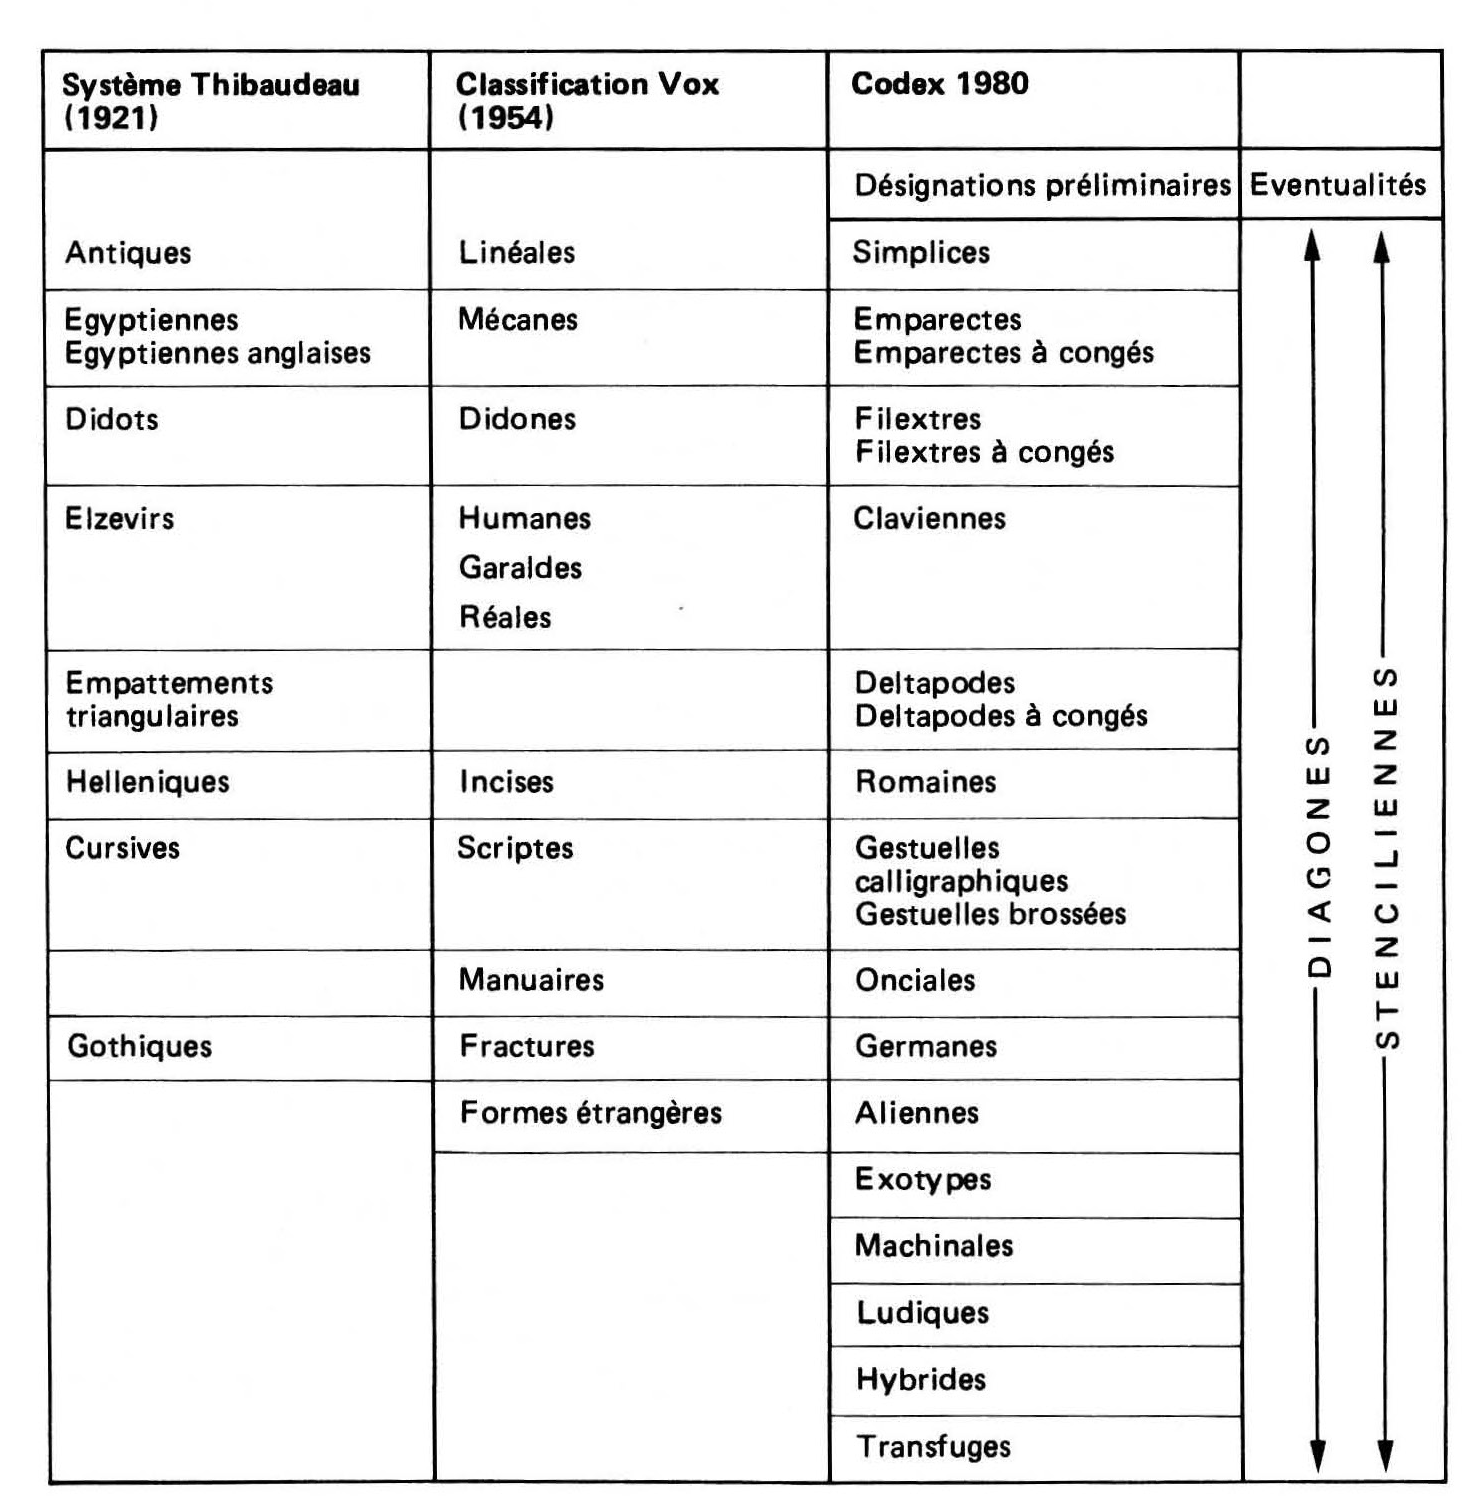 Système Thibaudeau
(1921)
Classification Vox
(1954)
Codex 1980
Désignations préliminaires
Eventualités
Antiques
Linéales
Simplices
Egyptiennes
Egyptiennes anglaises
Mécanes
Emparectes
Emparectes à congés
Didots
Didones
Filextres
Filextres à congés
Elzevirs
Humanes
Garaldes
Réales
Claviennes
Empattements
triangulaires
Deltapodes
Deltapodes à congés
Helleniques
Incises
Romaines
Cursives
Scriptes
Gestuelles
calligraphiques
Gestuelles brossées
Manuaires
Onciales
Gothiques
Fractures
Germanes
Formes étrangères
Aliennes
Exotypes
Machinales
Ludiques
Hybrides
Transfuges
DIAGONES
STENCILIENNES